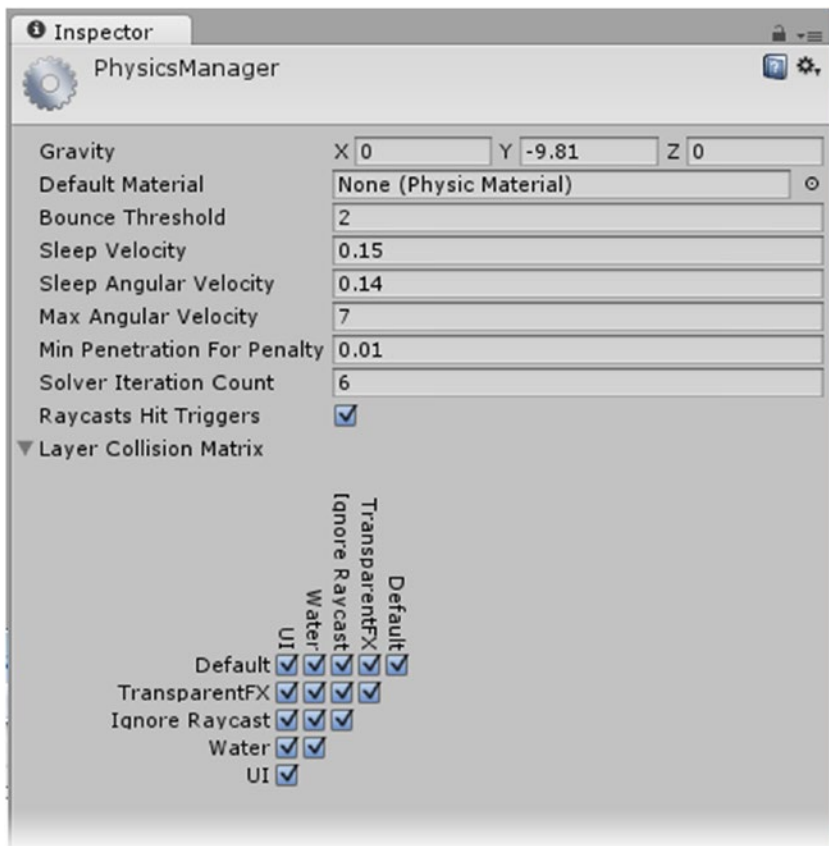 Inspector
PhysicsManager
Gravity X 0 Y -9.81 Z 0
Default Material None (Physic Material)
Bounce Threshold 2
Sleep Velocity 0.15
Sleep Angular Velocity 0.14
Max Angular Velocity 7
Min Penetration For Penalty 0.01
Solver Iteration Count 6
Raycasts Hit Triggers
Layer Collision Matrix
UI
Water
Ignore Raycast
TransparentFX
Default
Default
TransparentFX
Ignore Raycast
Water
UI